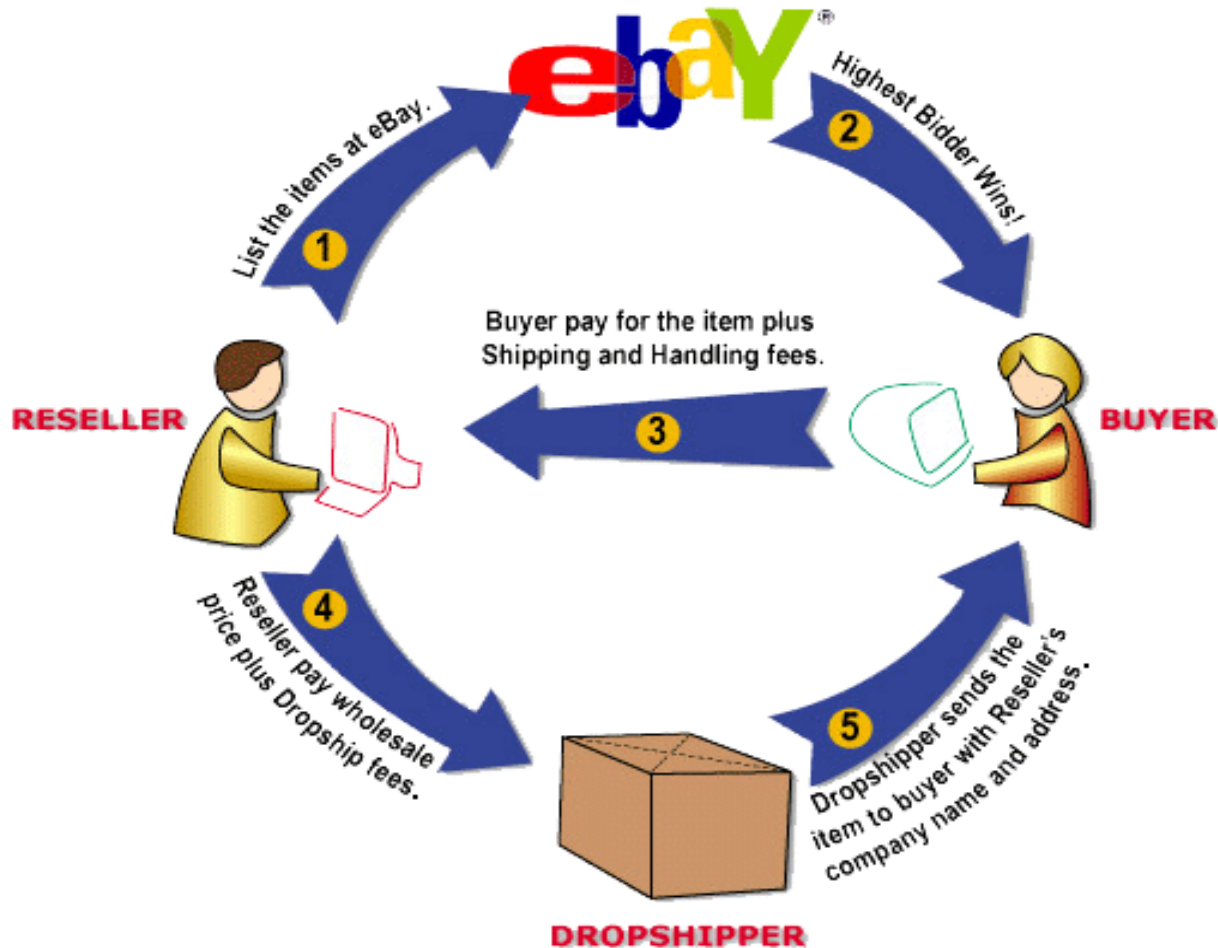 ebaY®
List the items at eBay.
1
2
Highest Bidder Wins!
Buyer pay for the item plus
Shipping and Handling fees.
3
RESELLER
BUYER
4
Reseller pay wholesale
price plus Dropship fees.
5
Dropshipper sends the
item to buyer with Reseller's
company name and address.
DROPSHIPPER